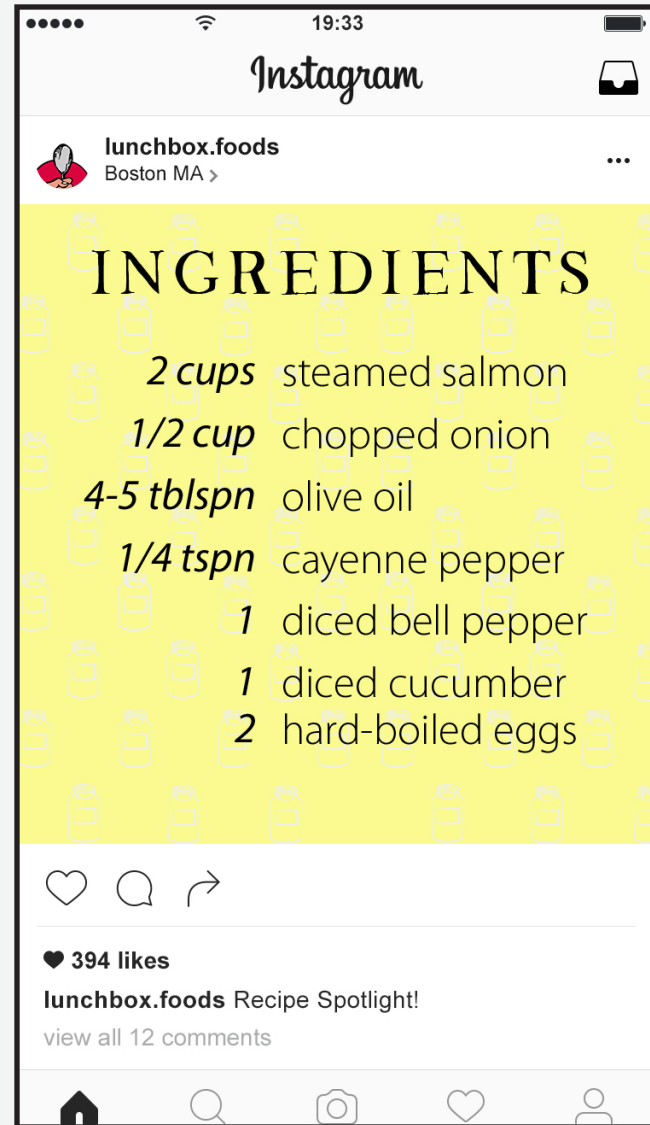 19:33
Instagram
lunchbox.foods
Boston MA >
INGREDIENTS
2 cups steamed salmon
1/2 cup chopped onion
4-5 tblspn olive oil
1/4 tspn cayenne pepper
1 diced bell pepper
1 diced cucumber
2 hard-boiled eggs
394 likes
lunchbox.foods Recipe Spotlight!
view all 12 comments